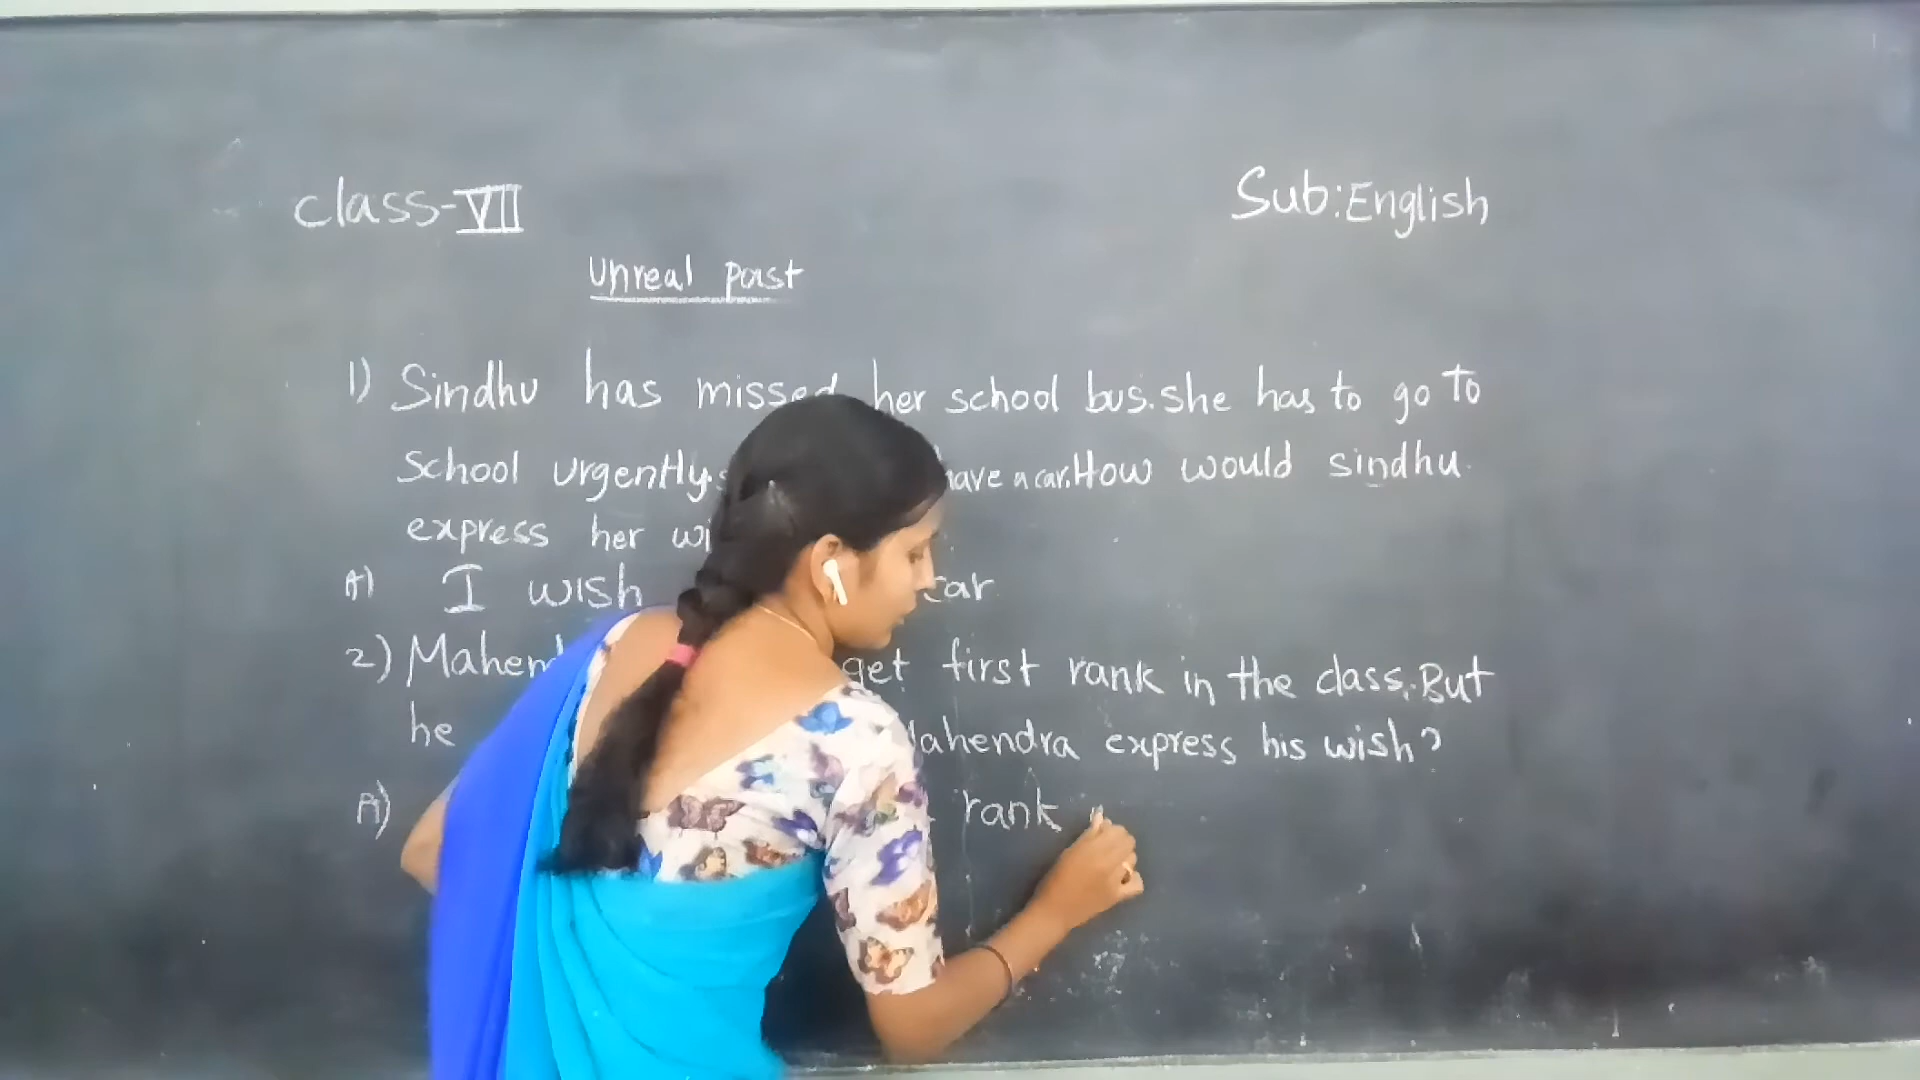 Class-VII
Sub:English
Unreal past
1) Sindhu has missed her school bus. She has to go to
School urgently. have a car. How would sindhu
express her
A) I wish car
2) get first rank in the class. But
he Mahendra express his wish?
A) rank